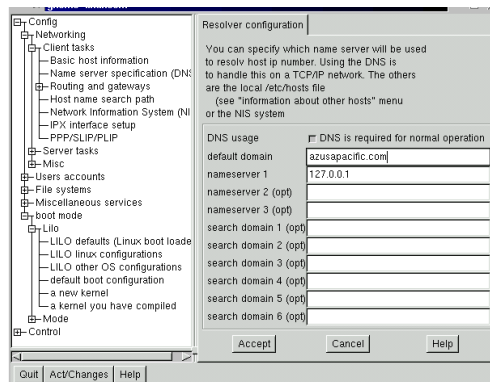 Config
Networking
Client tasks
Basic host information
Name server specification (DNS
Routing and gateways
Host name search path
Network Information System (NI
IPX interface setup
PPP/SLIP/PLIP
Server tasks
Misc
Users accounts
File systems
Miscellaneous services
boot mode
Lilo
LILO defaults (Linux boot loade
LILO linux configurations
LILO other OS configurations
default boot configuration
a new kernel
a kernel you have compiled
Mode
Control
Quit Act/Changes Help
Resolver configuration
You can specify which name server will be used
to resolv host ip number. Using the DNS is
to handle this on a TCP/IP network. The others
are the local /etc/hosts file
(see "information about other hosts" menu
or the NIS system
DNS usage DNS is required for normal operation
default domain azusapacific.com
nameserver 1 127.0.0.1
nameserver 2 (opt)
nameserver 3 (opt)
search domain 1 (opt)
search domain 2 (opt)
search domain 3 (opt)
search domain 4 (opt)
search domain 5 (opt)
search domain 6 (opt)
Accept Cancel Help